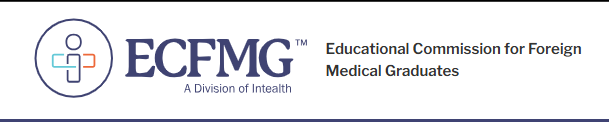 ECFMG™
A Division of Intealth
Educational Commission for Foreign
Medical Graduates